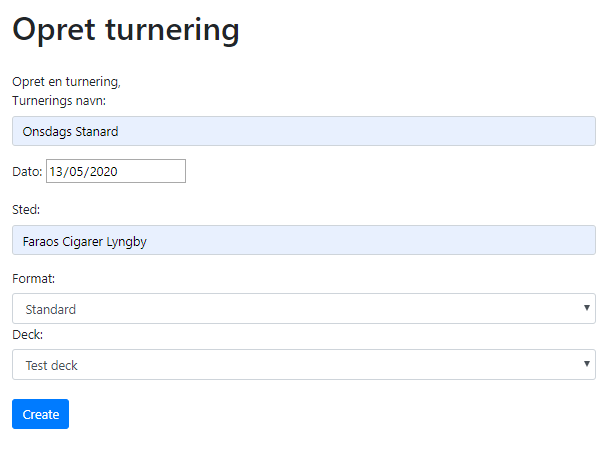 Opret turnering
Opret en turnering,
Turnerings navn:
Onsdags Stanard
Dato: 13/05/2020
Sted:
Faraos Cigarer Lyngby
Format:
Standard
Deck:
Test deck
Create